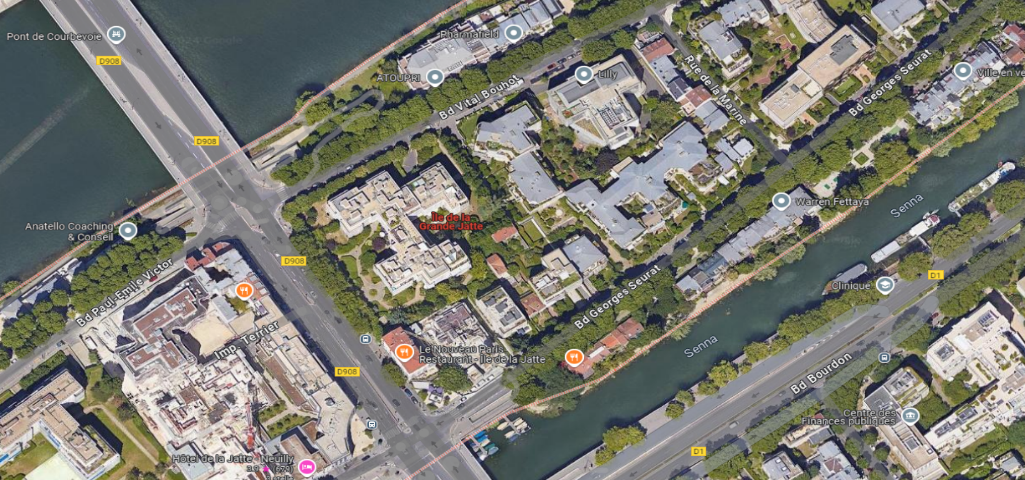 Pont de Courbevoie
D908
Pharmafield
ATOUPRI
Lilly
Bd Vital Bouhot
Rue de la Marine
Bd Georges Seurat
Ville en ve
D908
Anatello Coaching
& Conseil
Île de la
Grande Jatte
Warren Fettaya
Senna
D908
Bd Pedt Emile Victor
Imp. Terrier
Bd Georges Seurat
Clinique
D1
Le Nouveau Paris
Restaurant - Île de la Jatte
Senna
D908
Bd Bourdon
Centre des
Finances publiques
D1
Hôtel de la Jatte - Neuilly